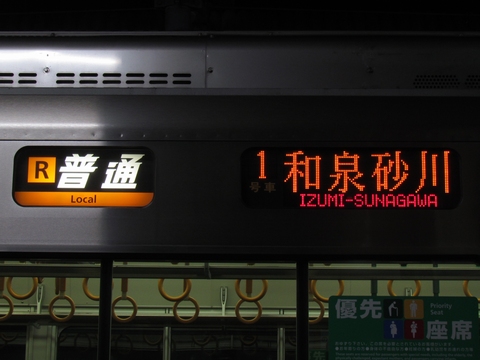 R 普通
Local
1 和泉砂川
号車
IZUMI-SUNAGAWA
優先
座席
Priority
Seat